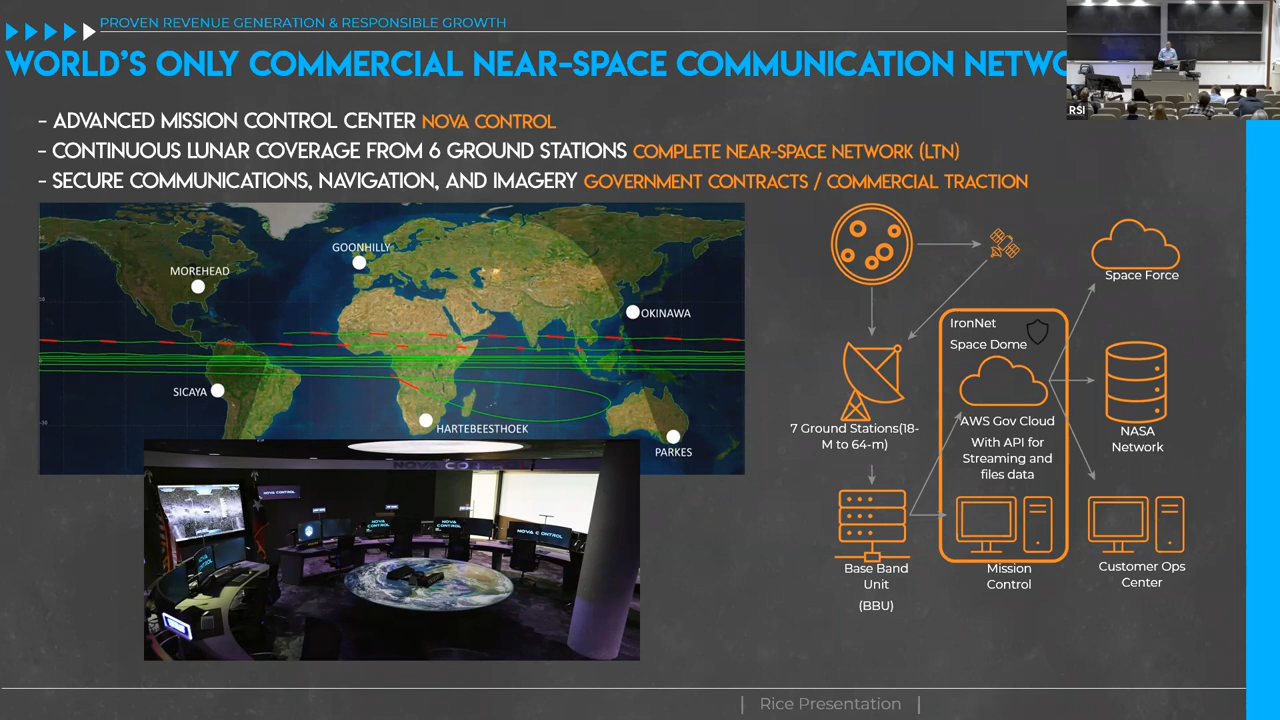 PROVEN REVENUE GENERATION & RESPONSIBLE GROWTH
WORLD'S ONLY COMMERCIAL NEAR-SPACE COMMUNICATION NETWO
RSI
- ADVANCED MISSION CONTROL CENTER NOVA CONTROL
- CONTINUOUS LUNAR COVERAGE FROM 6 GROUND STATIONS COMPLETE NEAR-SPACE NETWORK (LTN)
- SECURE COMMUNICATIONS, NAVIGATION, AND IMAGERY GOVERNMENT CONTRACTS / COMMERCIAL TRACTION
GOONHILLY
MOREHEAD
OKINAWA
SICAYA
HARTEBEESTHOEK
PARKES
NOVA CONTROL
NOVA CONTROL
NOVA CONTROL
NOVA CONTROL
Space Force
IronNet
Space Dome
7 Ground Stations(18-
M to 64-m)
AWS Gov Cloud
With API for
Streaming and
files data
NASA
Network
Base Band
Unit
(BBU)
Mission
Control
Customer Ops
Center
| Rice Presentation |